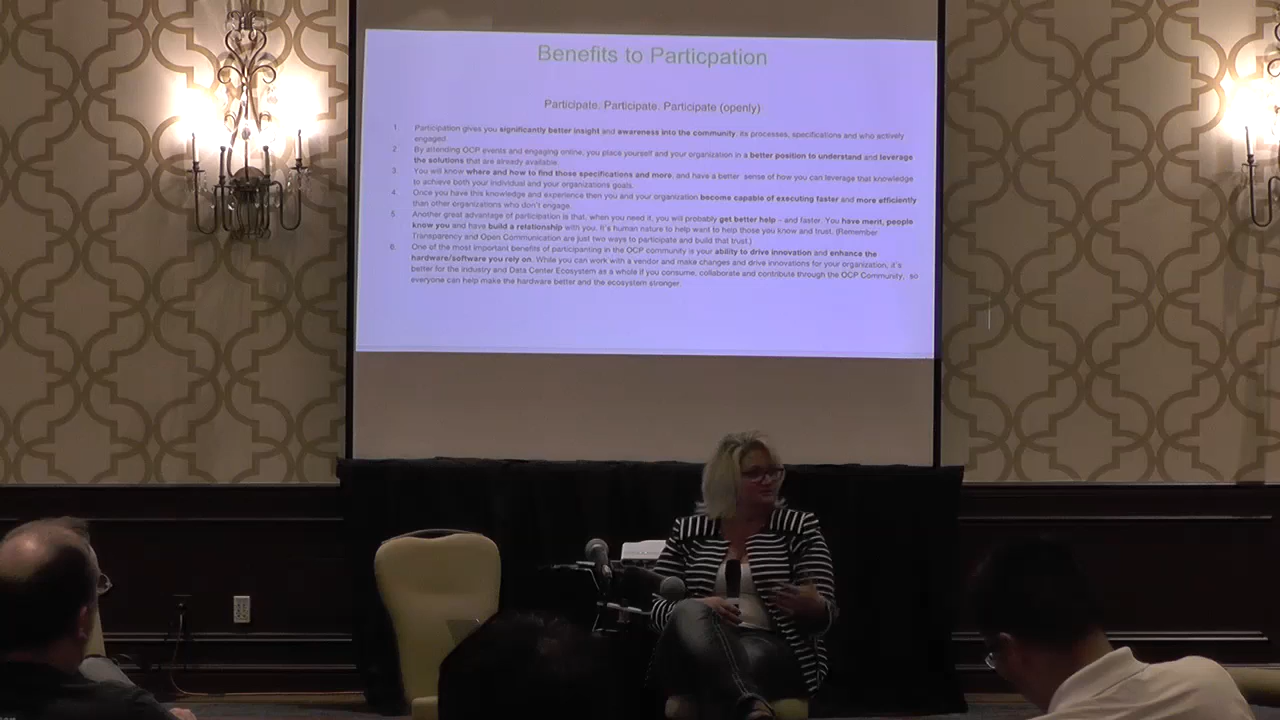 Benefits to Particpation
Participate. Participate. Participate (openly)
1. Participation gives you significantly better insight and awareness into the community, its processes, specifications and who actively
engaged.
2. By attending OCP events and engaging online, you place yourself and your organization in a better position to understand and leverage
the solutions that are already available.
3. You will know where and how to find those specifications and more, and have a better sense of how you can leverage that knowledge
to achieve both your individual and your organizations goals.
4. Once you have this knowledge and experience then you and your organization become capable of executing faster and more efficiently
than other organizations who don't engage.
5. Another great advantage of participation is that, when you need it, you will probably get better help - and faster. You have merit, people
know you and have build a relationship with you. It's human nature to help want to help those you know and trust. (Remember
Transparency and Open Communication are just two ways to participate and build that trust.)
6. One of the most important benefits of participanting in the OCP community is your ability to drive innovation and enhance the
hardware/software you rely on. While you can work with a vendor and make changes and drive innovations for your organization, it's
better for the industry and Data Center Ecosystem as a whole if you consume, collaborate and contribute through the OCP Community, so
everyone can help make the hardware better and the ecosystem stronger.